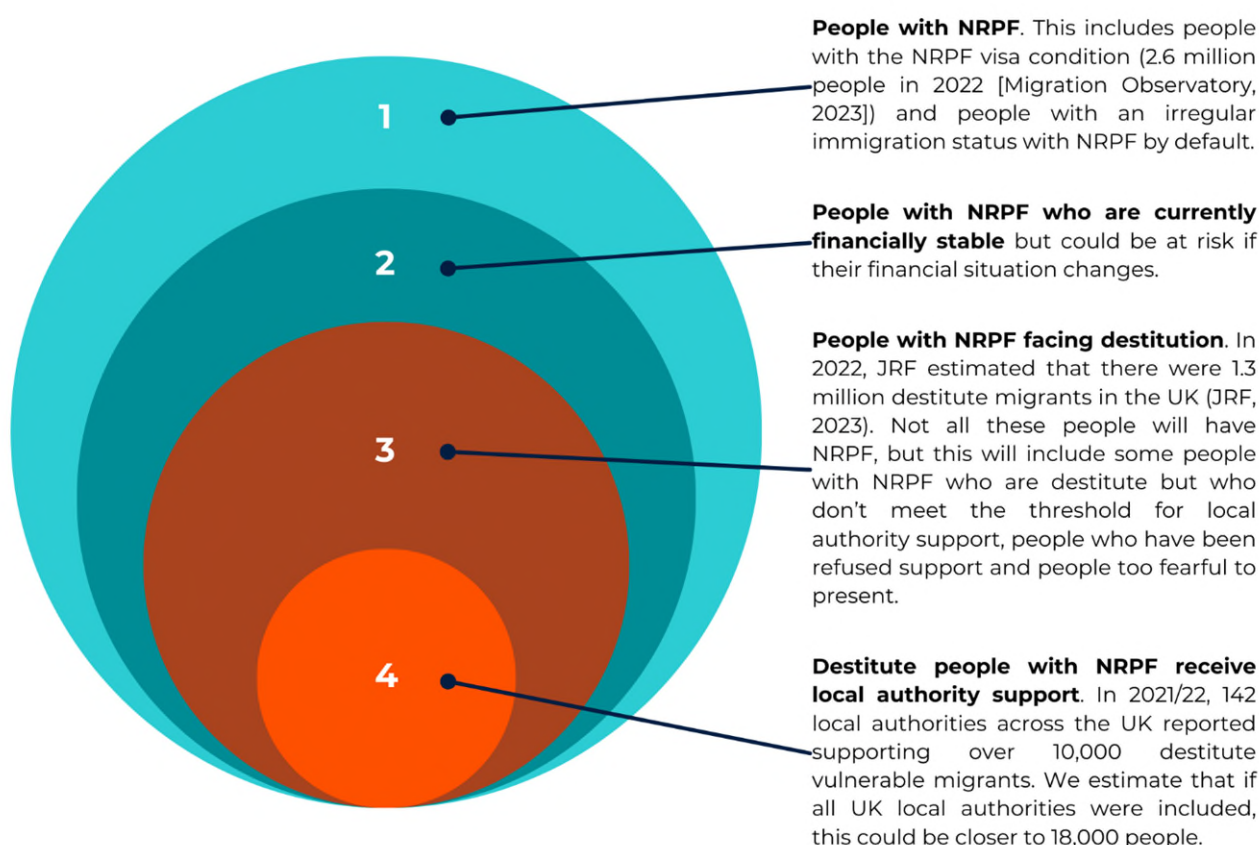 1
People with NRPF. This includes people
with the NRPF visa condition (2.6 million
people in 2022 [Migration Observatory,
2023]) and people with an irregular
immigration status with NRPF by default.
2
People with NRPF who are currently
financially stable but could be at risk if
their financial situation changes.
3
People with NRPF facing destitution. In
2022, JRF estimated that there were 1.3
million destitute migrants in the UK (JRF,
2023). Not all these people will have
NRPF, but this will include some people
with NRPF who are destitute but who
don't meet the threshold for local
authority support, people who have been
refused support and people too fearful to
present.
4
Destitute people with NRPF receive
local authority support. In 2021/22, 142
local authorities across the UK reported
supporting over 10,000 destitute
vulnerable migrants. We estimate that if
all UK local authorities were included,
this could be closer to 18,000 people.